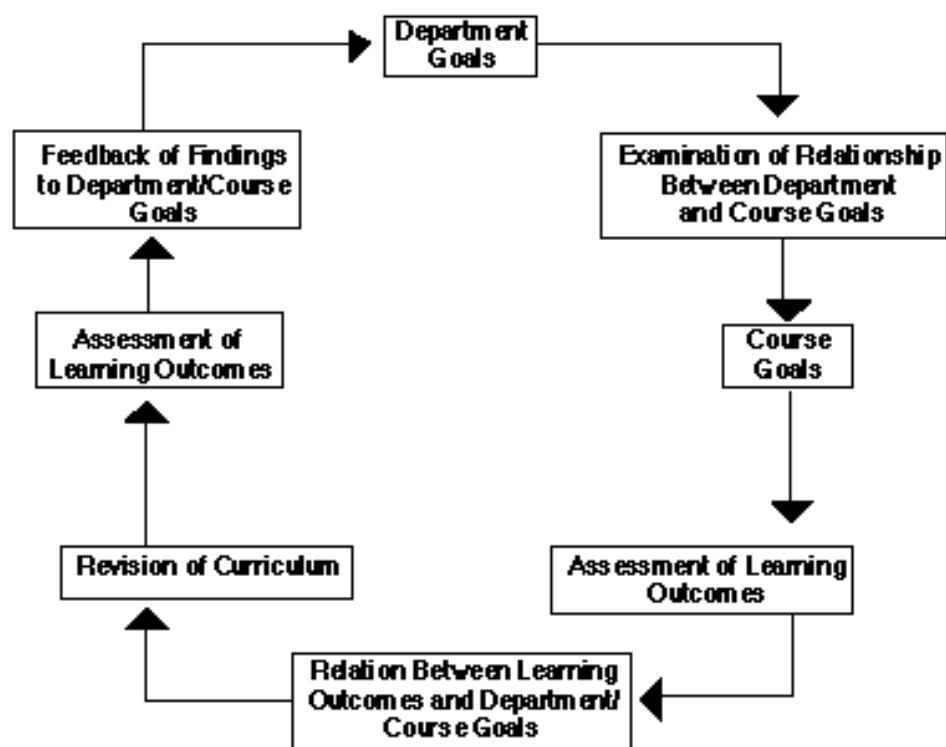 Department
Goals
Examination of Relationship
Between Department
and Course Goals
Course
Goals
Assessment of Learning
Outcomes
Relation Between Learning
Outcomes and Department/
Course Goals
Revision of Curriculum
Assessment of
Learning Outcomes
Feedback of Findings
to Department/Course
Goals